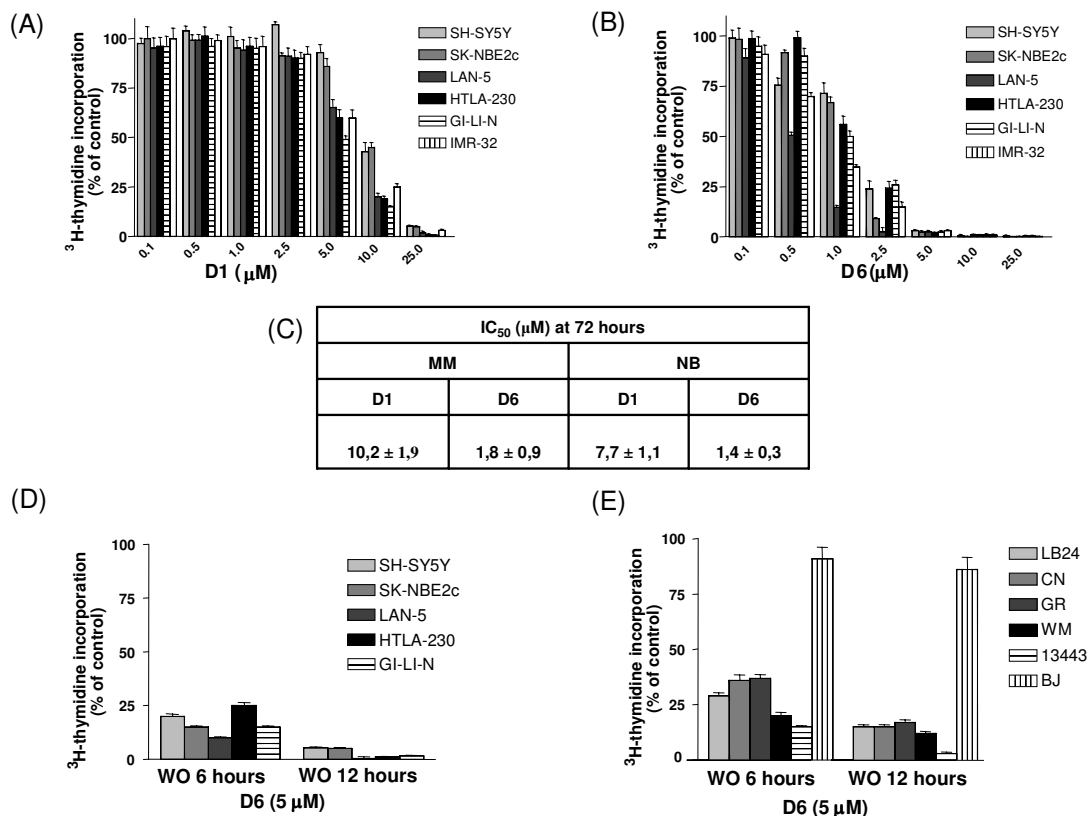 (A)
³H-thymidine incorporation
(% of control)
100
75
50
25
0
0.1
0.5
1.0
2.5
5.0
10.0
25.0
D1 (μM)
SH-SY5Y
SK-NBE2c
LAN-5
HTLA-230
GI-LI-N
IMR-32
(B)
³H-thymidine incorporation
(% of control)
100
75
50
25
0
0.1
0.5
1.0
2.5
5.0
10.0
25.0
D6(μM)
SH-SY5Y
SK-NBE2c
LAN-5
HTLA-230
GI-LI-N
IMR-32
(C)
IC₅₀ (μM) at 72 hours
MM NB
D1 D6 D1 D6
10,2 ± 1,9 1,8 ± 0,9 7,7 ± 1,1 1,4 ± 0,3
(D)
³H-thymidine incorporation
(% of control)
100
75
50
25
0
WO 6 hours WO 12 hours
D6 (5 μM)
SH-SY5Y
SK-NBE2c
LAN-5
HTLA-230
GI-LI-N
(E)
³H-thymidine incorporation
(% of control)
100
75
50
25
0
WO 6 hours WO 12 hours
D6 (5 μM)
LB24
CN
GR
WM
13443
BJ